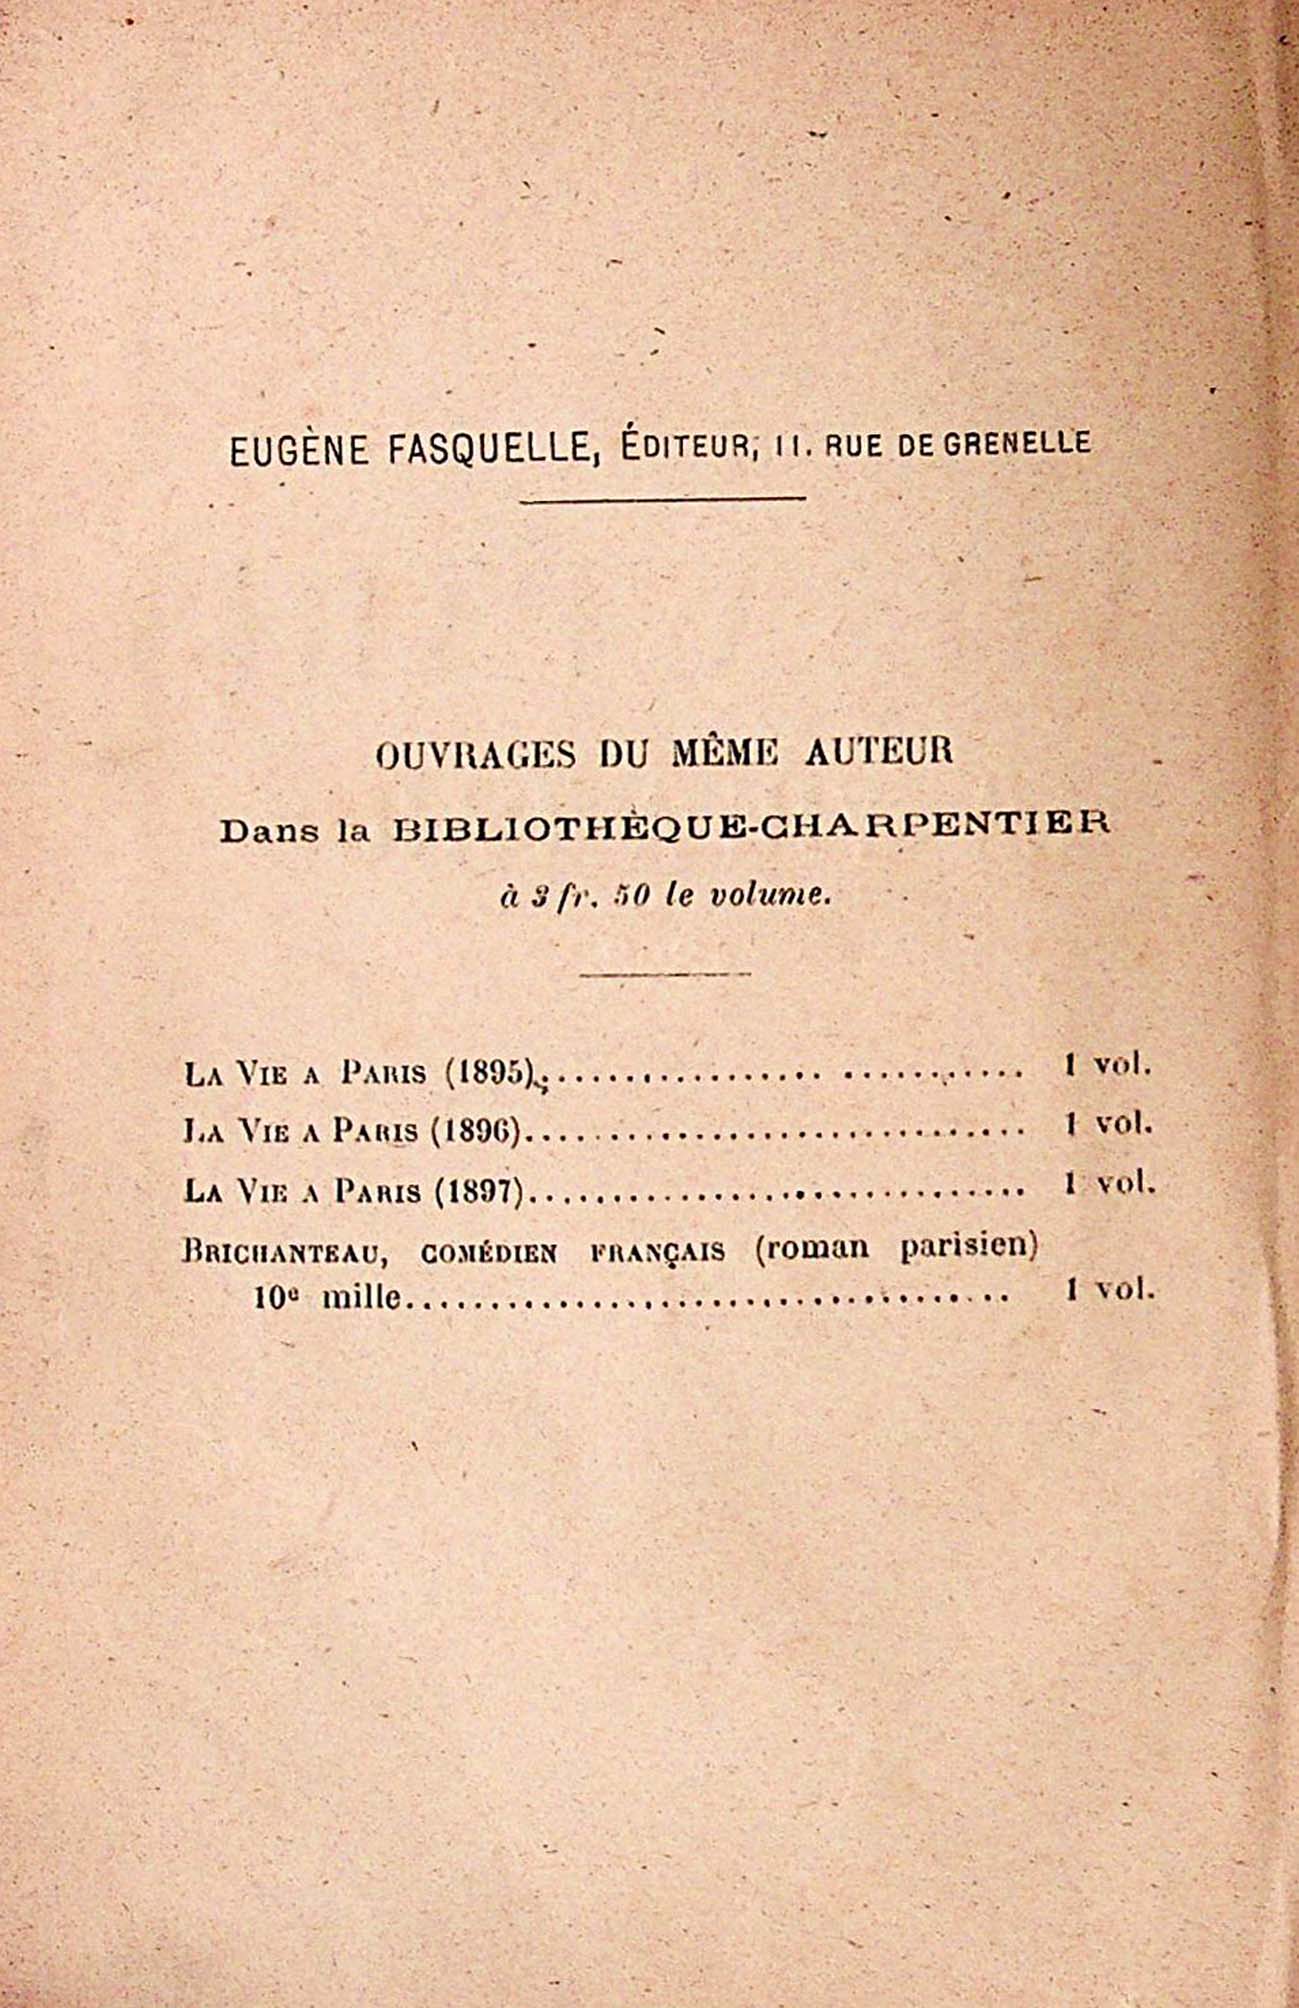 EUGÈNE FASQUELLE, ÉDITEUR, 11. RUE DE GRENELLE
OUVRAGES DU MÊME AUTEUR
Dans la BIBLIOTHÈQUE-CHARPENTIER
à 3 fr. 50 le volume.
LA VIE A PARIS (1895)............................ 1 vol.
LA VIE A PARIS (1896)............................ 1 vol.
LA VIE A PARIS (1897)............................ 1 vol.
BRICHANTEAU, COMÉDIEN FRANÇAIS (roman parisien)
10e mille.................................... 1 vol.